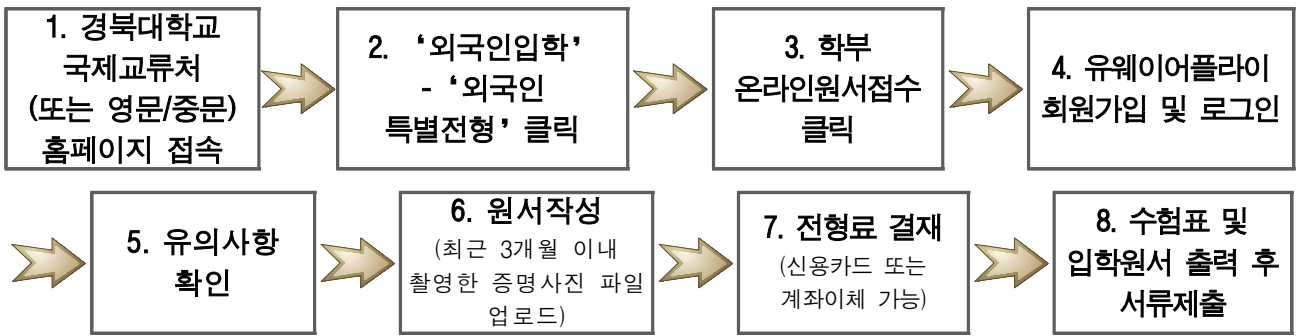 1. 경북대학교
국제교류처
(또는 영문/중문)
홈페이지 접속
2. ‘외국인입학’
- ‘외국인
특별전형’ 클릭
3. 학부
온라인원서접수
클릭
4. 유웨이어플라이
회원가입 및 로그인
5. 유의사항
확인
6. 원서작성
(최근 3개월 이내
촬영한 증명사진 파일
업로드)
7. 전형료 결재
(신용카드 또는
계좌이체 가능)
8. 수험표 및
입학원서 출력 후
서류제출